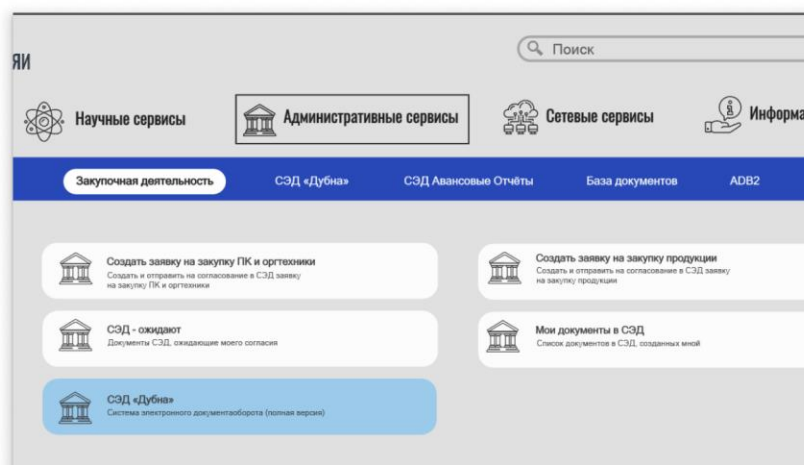 ЯИ
Поиск
Научные сервисы
Административные сервисы
Сетевые сервисы
Информа
Закупочная деятельность
СЭД «Дубна»
СЭД Авансовые Отчёты
База документов
ADB2
Создать заявку на закупку ПК и оргтехники
Создать и отправить на согласование в СЭД заявку
на закупку ПК и оргтехники
Создать заявку на закупку продукции
Создать и отправить на согласование в СЭД заявку
на закупку продукции
СЭД - ожидают
Документы СЭД, ожидающие моего согласия
Мои документы в СЭД
Список документов в СЭД, созданных мной
СЭД «Дубна»
Система электронного документооборота (полная версия)